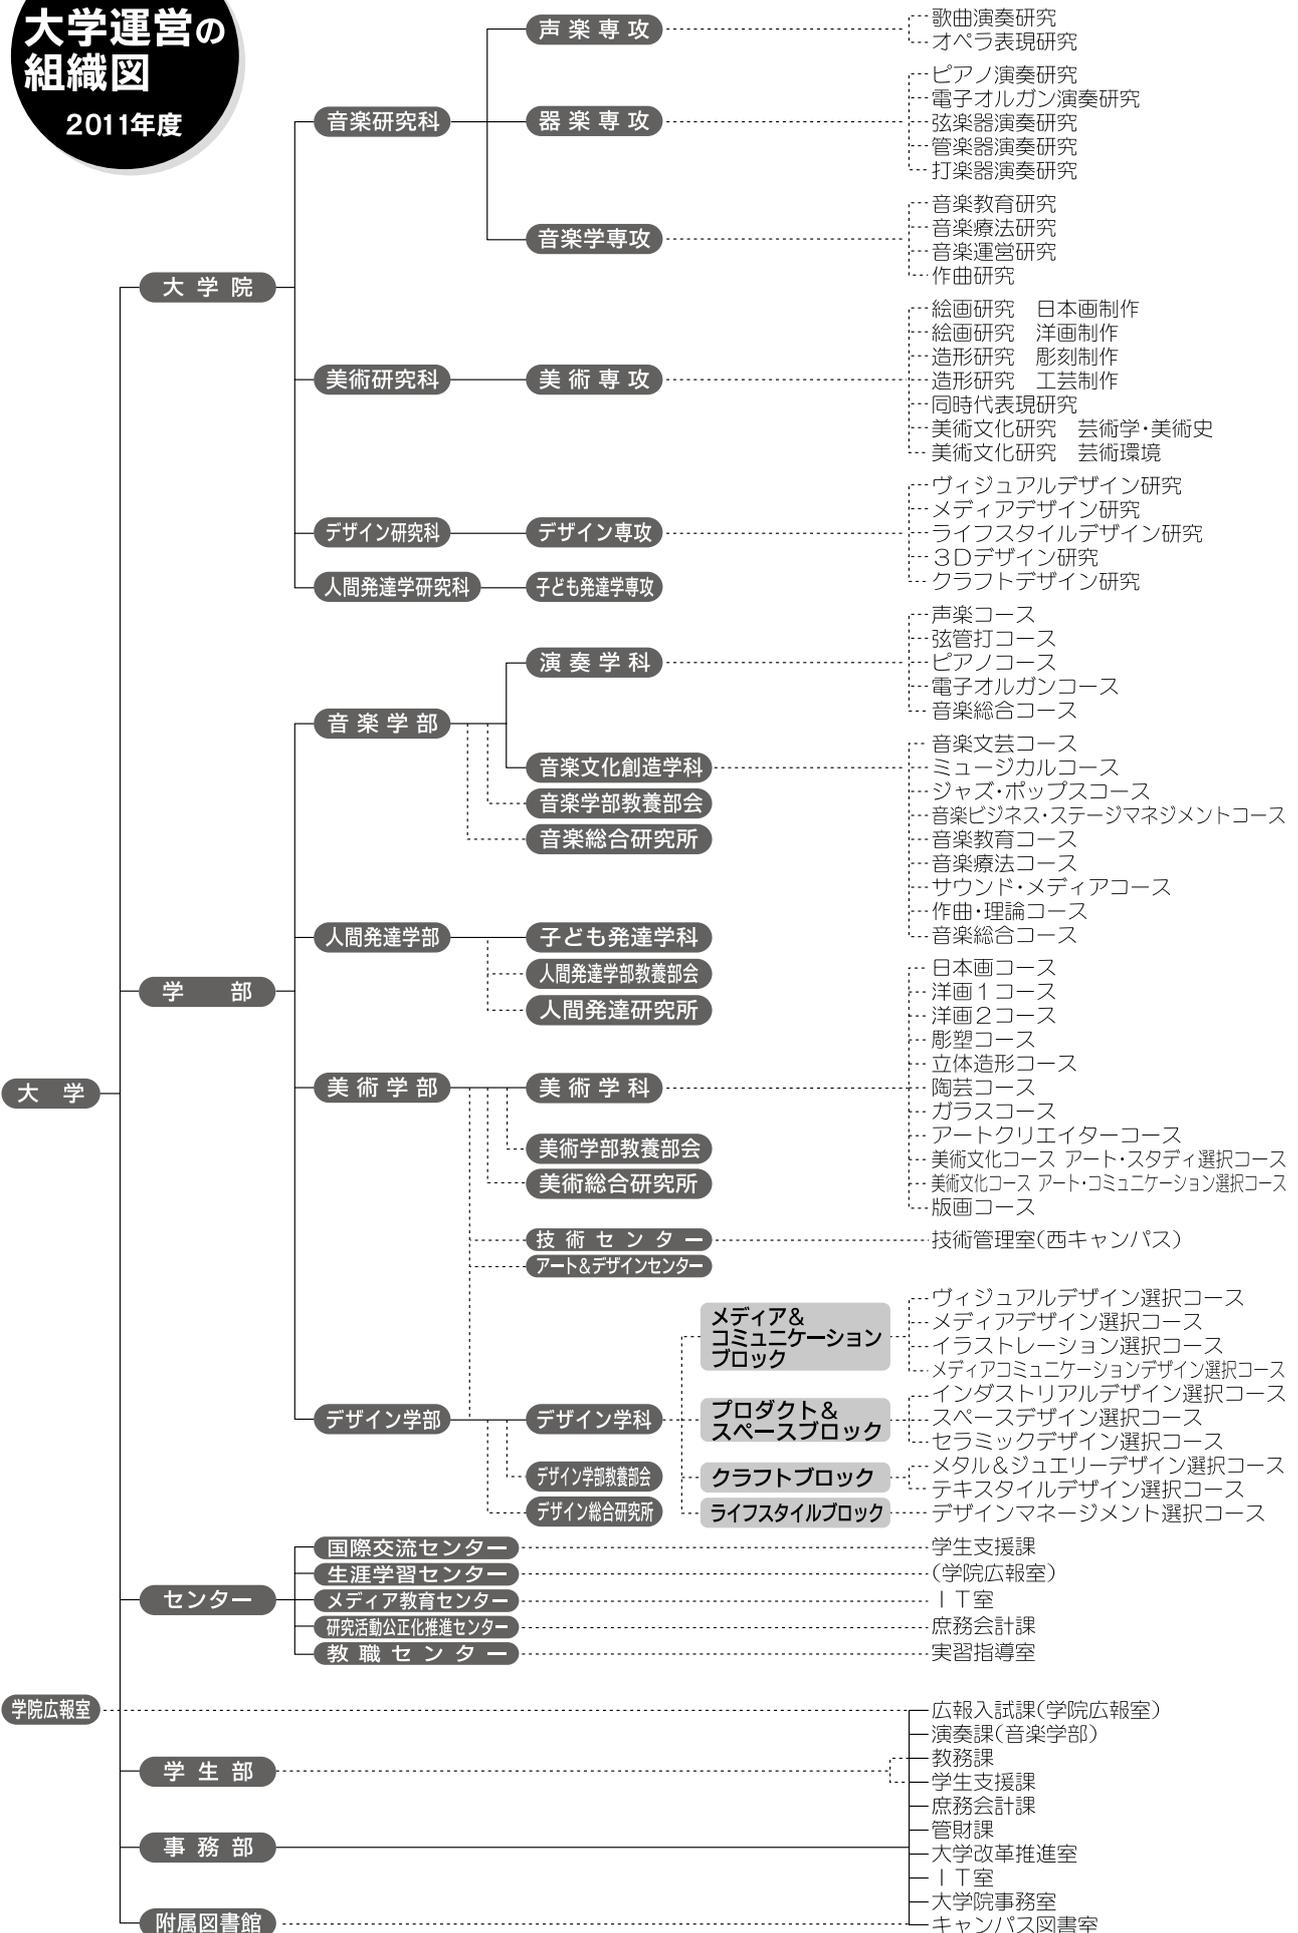 大学運営の
組織図
2011年度
声楽専攻
歌曲演奏研究
オペラ表現研究
音楽研究科
器楽専攻
ピアノ演奏研究
電子オルガン演奏研究
弦楽器演奏研究
管楽器演奏研究
打楽器演奏研究
音楽学専攻
音楽教育研究
音楽療法研究
音楽運営研究
作曲研究
大学院
美術研究科
美術専攻
絵画研究　日本画制作
絵画研究　洋画制作
造形研究　彫刻制作
造形研究　工芸制作
同時代表現研究
美術文化研究　芸術学・美術史
美術文化研究　芸術環境
デザイン研究科
デザイン専攻
ヴィジュアルデザイン研究
メディアデザイン研究
ライフスタイルデザイン研究
３Ｄデザイン研究
クラフトデザイン研究
人間発達学研究科
子ども発達学専攻
演奏学科
声楽コース
弦管打コース
ピアノコース
電子オルガンコース
音楽総合コース
音楽学部
音楽文化創造学科
音楽文芸コース
ミュージカルコース
ジャズ・ポップスコース
音楽ビジネス・ステージマネジメントコース
音楽教育コース
音楽療法コース
サウンド・メディアコース
作曲・理論コース
音楽総合コース
音楽学部教養部会
音楽総合研究所
人間発達学部
子ども発達学科
人間発達学部教養部会
人間発達研究所
学部
大学
美術学部
美術学科
日本画コース
洋画１コース
洋画２コース
彫塑コース
立体造形コース
陶芸コース
ガラスコース
アートクリエイターコース
美術文化コース アート・スタディ選択コース
美術文化コース アート・コミュニケーション選択コース
版画コース
美術学部教養部会
美術総合研究所
技術センター
技術管理室(西キャンパス)
アート＆デザインセンター
デザイン学部
デザイン学科
メディア＆
コミュニケーション
ブロック
ヴィジュアルデザイン選択コース
メディアデザイン選択コース
イラストレーション選択コース
メディアコミュニケーションデザイン選択コース
プロダクト＆
スペースブロック
インダストリアルデザイン選択コース
スペースデザイン選択コース
セラミックデザイン選択コース
クラフトブロック
メタル＆ジュエリーデザイン選択コース
テキスタイルデザイン選択コース
ライフスタイルブロック
デザインマネージメント選択コース
デザイン学部教養部会
デザイン総合研究所
センター
国際交流センター
学生支援課
生涯学習センター
(学院広報室)
メディア教育センター
ＩＴ室
研究活動公正化推進センター
庶務会計課
教職センター
実習指導室
学院広報室
広報入試課(学院広報室)
演奏課(音楽学部)
学生部
教務課
学生支援課
庶務会計課
管財課
事務部
大学改革推進室
ＩＴ室
大学院事務室
附属図書館
キャンパス図書室